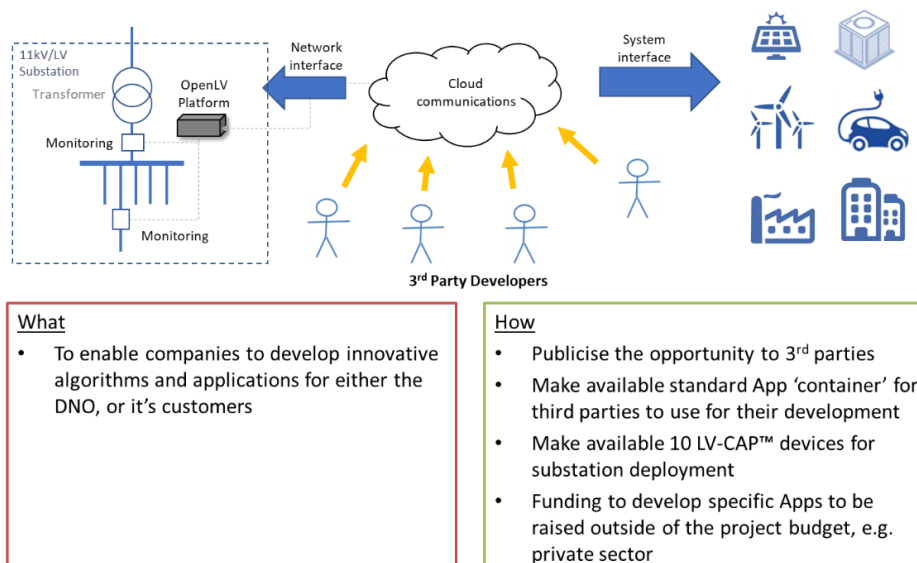 11kV/LV
Substation
Transformer
OpenLV
Platform
Monitoring
Monitoring
Network
interface
Cloud
communications
System
interface
3rd Party Developers
What
• To enable companies to develop innovative
algorithms and applications for either the
DNO, or it’s customers
How
• Publicise the opportunity to 3rd parties
• Make available standard App ‘container’ for
third parties to use for their development
• Make available 10 LV-CAP™ devices for
substation deployment
• Funding to develop specific Apps to be
raised outside of the project budget, e.g.
private sector